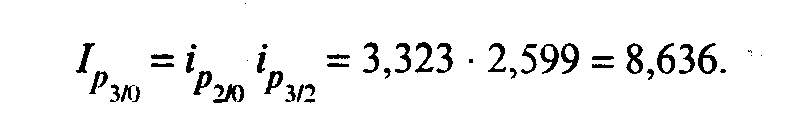 I_{p_{3/0}} = i_{p_{2/0}} i_{p_{3/2}} = 3,323 · 2,599 = 8,636.